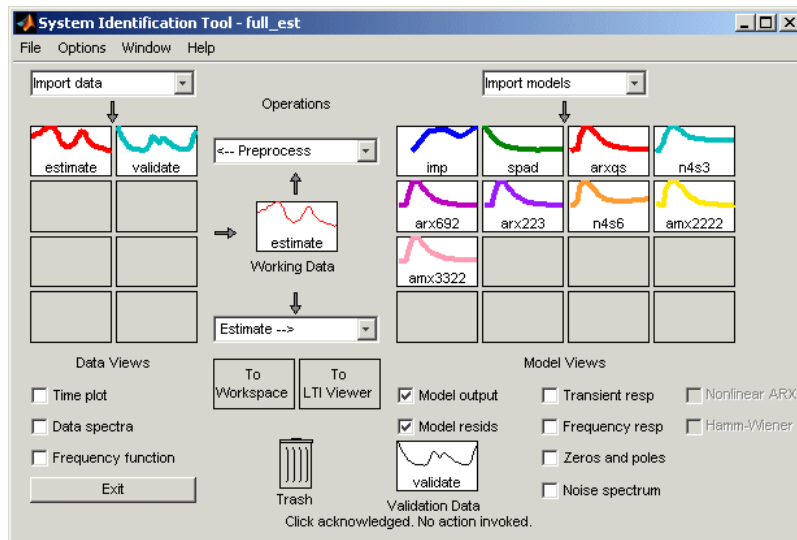 System Identification Tool - full_est
File Options Window Help
Import data
Operations
Import models
estimate
validate
<-- Preprocess
imp
spad
arxqs
n4s3
estimate
Working Data
arx692
arx223
n4s6
amx2222
amx3322
Estimate -->
Data Views
To
Workspace
To
LTI Viewer
Model Views
Time plot
Data spectra
Frequency function
Exit
Trash
Model output
Model resids
validate
Validation Data
Transient resp
Frequency resp
Zeros and poles
Noise spectrum
Nonlinear ARX
Hamm-Wiener
Click acknowledged. No action invoked.